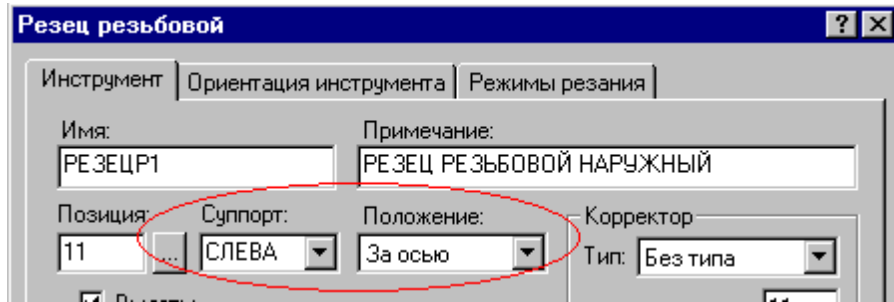 Резец резьбовой
Инструмент Ориентация инструмента Режимы резания
Имя: Примечание:
РЕЗЕЦР1 РЕЗЕЦ РЕЗЬБОВОЙ НАРУЖНЫЙ
Позиция: Суппорт: Положение: Корректор
11 ... СЛЕВА За осью Тип: Без типа
11